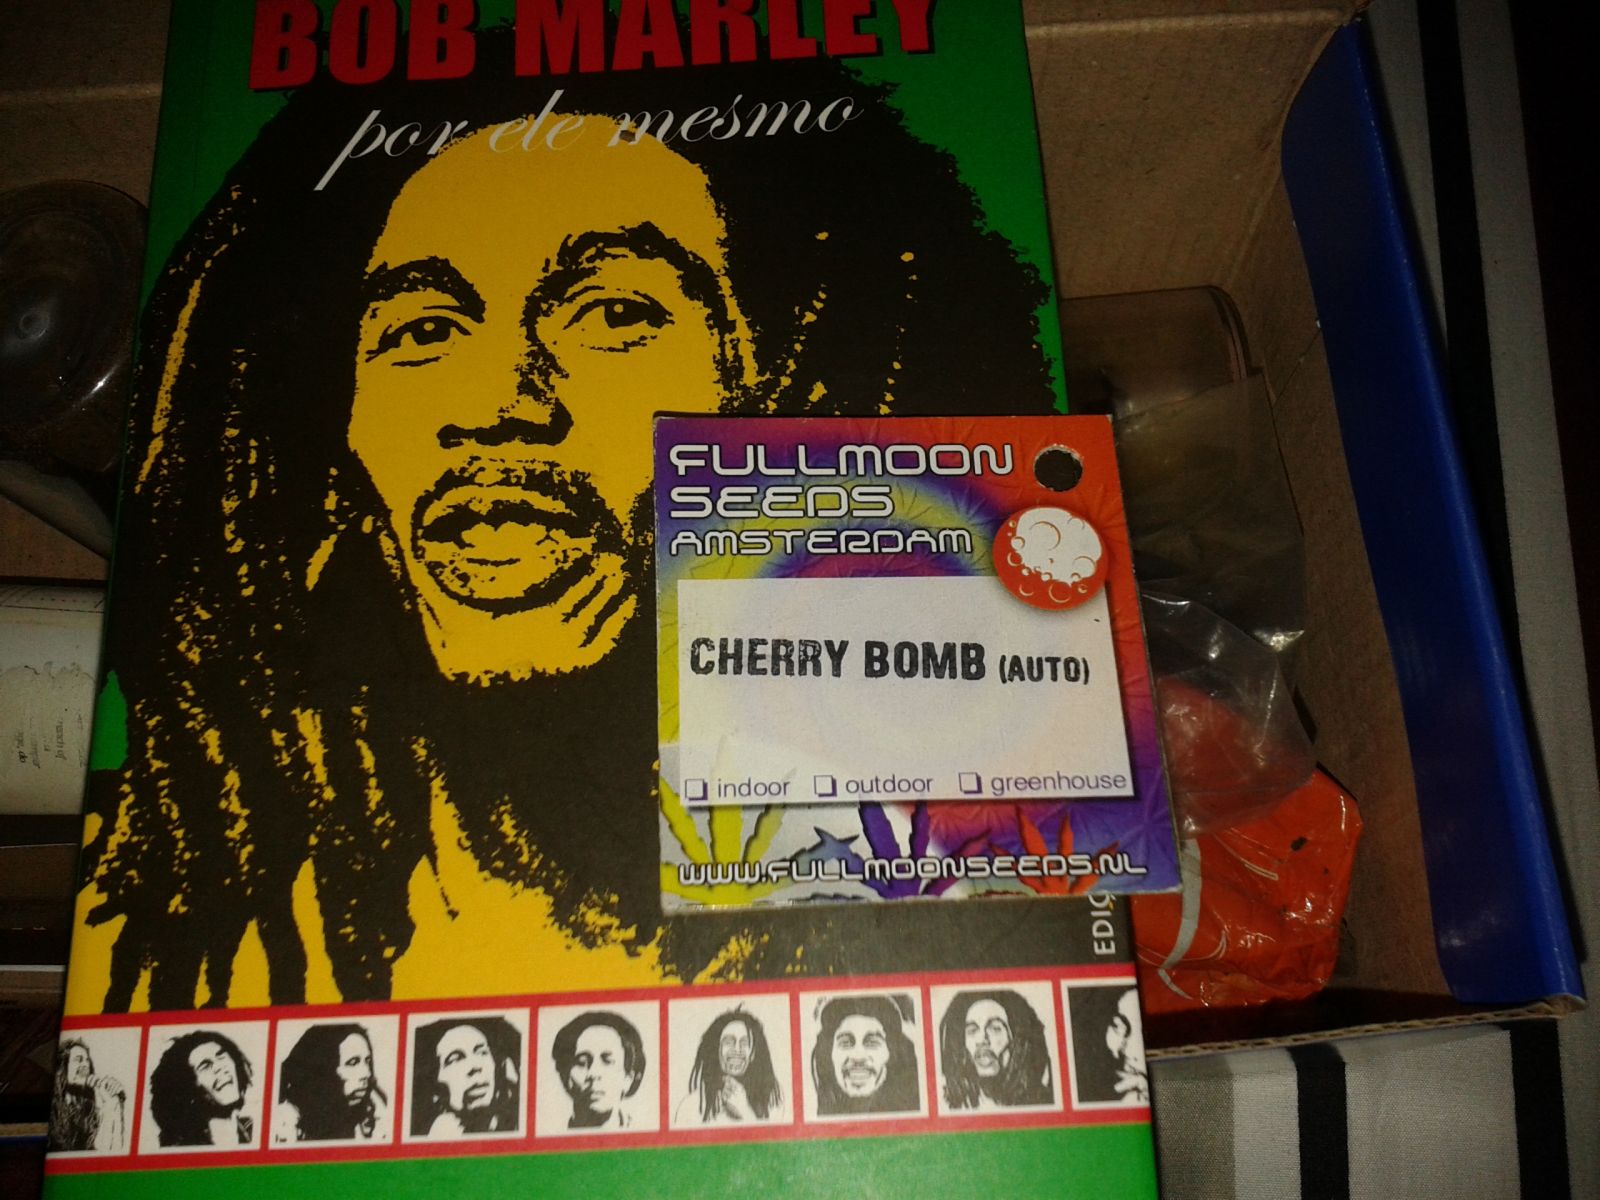 BOB MARLEY
por ele mesmo
FULLMOON
SEEDS
AMSTERDAM
CHERRY BOMB (AUTO)
indoor outdoor greenhouse
WWW.FULLMOONSEEDS.NL